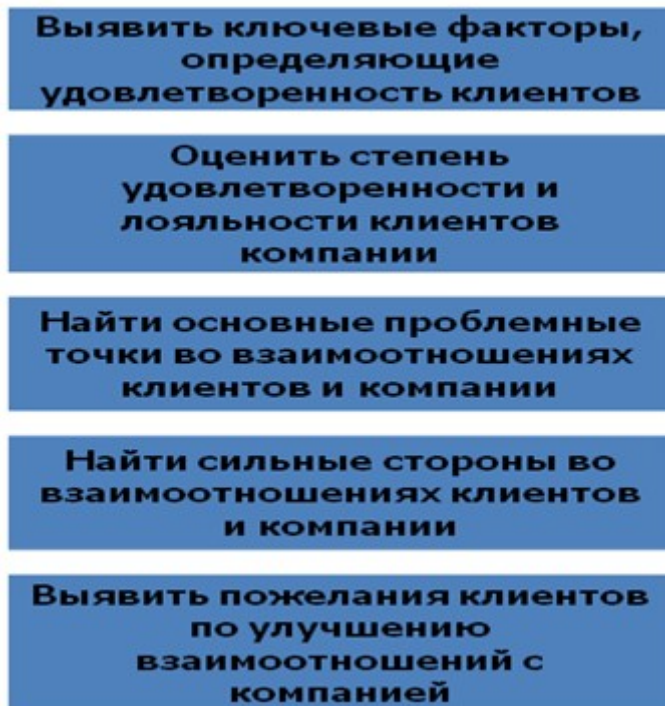 Выявить ключевые факторы,
определяющие
удовлетворенность клиентов
Оценить степень
удовлетворенности и
лояльности клиентов
компании
Найти основные проблемные
точки во взаимоотношениях
клиентов и компании
Найти сильные стороны во
взаимоотношениях клиентов
и компании
Выявить пожелания клиентов
по улучшению
взаимоотношений с
компанией